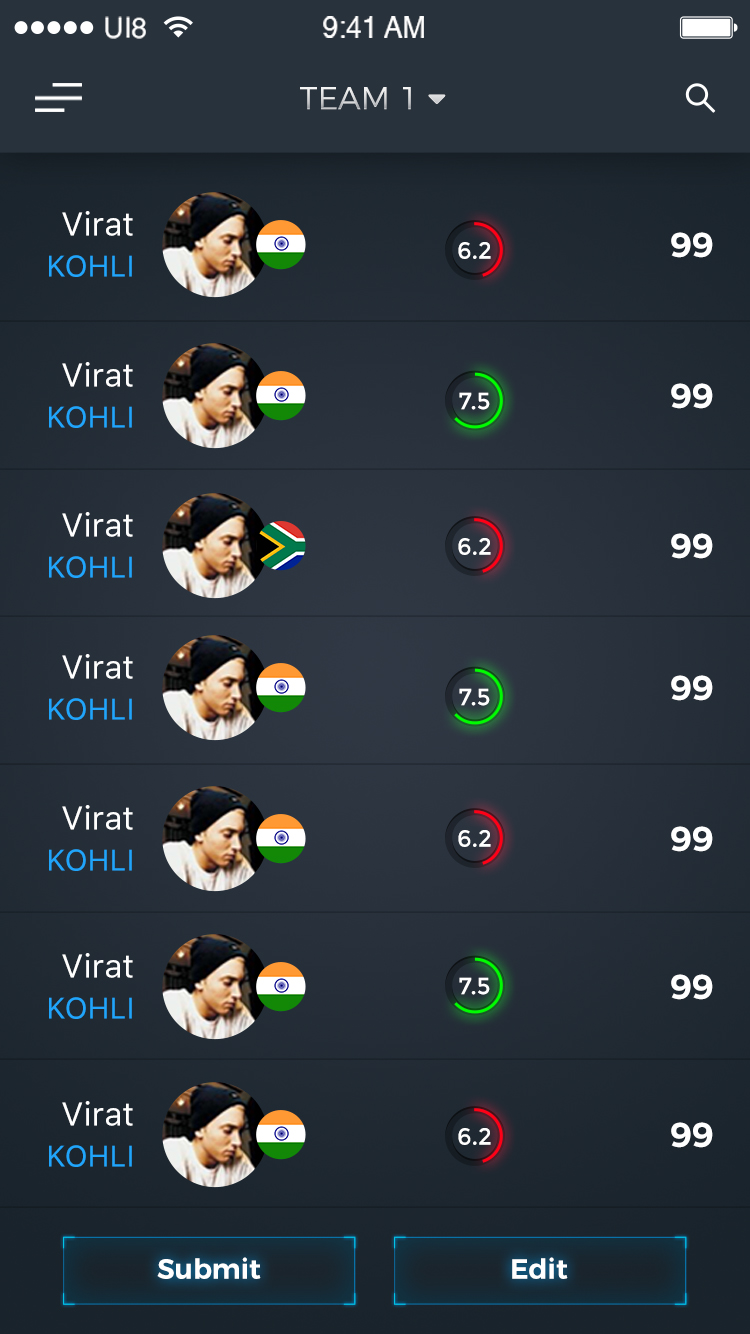 UI8 9:41 AM
TEAM 1
Virat
KOHLI
6.2
99
Virat
KOHLI
7.5
99
Virat
KOHLI
6.2
99
Virat
KOHLI
7.5
99
Virat
KOHLI
6.2
99
Virat
KOHLI
7.5
99
Virat
KOHLI
6.2
99
Submit
Edit